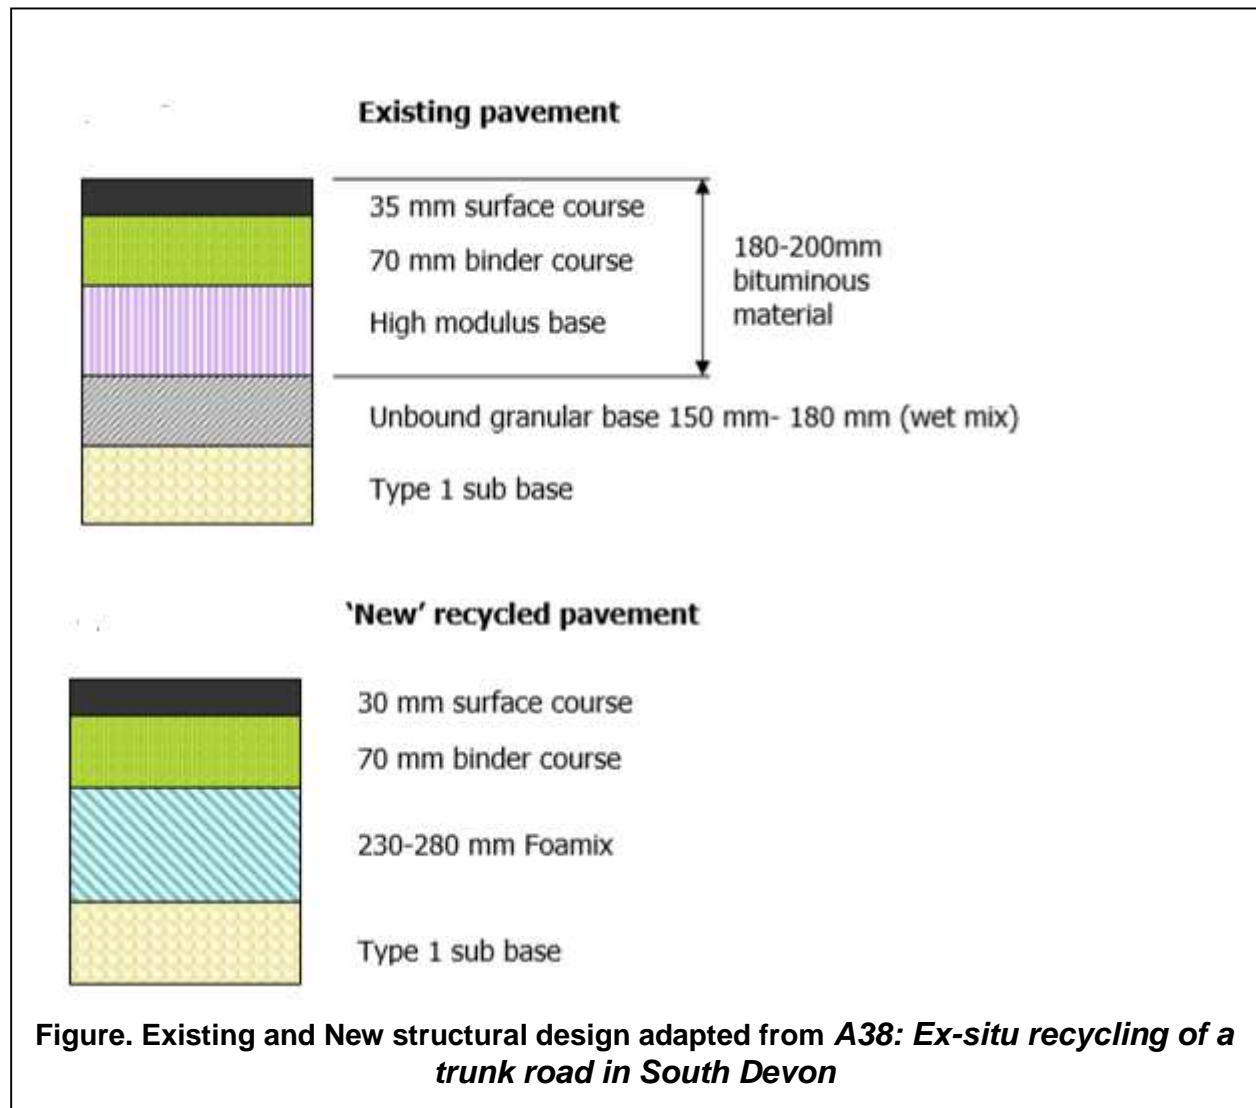 Existing pavement
35 mm surface course
70 mm binder course
High modulus base
180-200mm
bituminous
material
Unbound granular base 150 mm- 180 mm (wet mix)
Type 1 sub base
‘New’ recycled pavement
30 mm surface course
70 mm binder course
230-280 mm Foamix
Type 1 sub base
Figure. Existing and New structural design adapted from A38: Ex-situ recycling of a
trunk road in South Devon